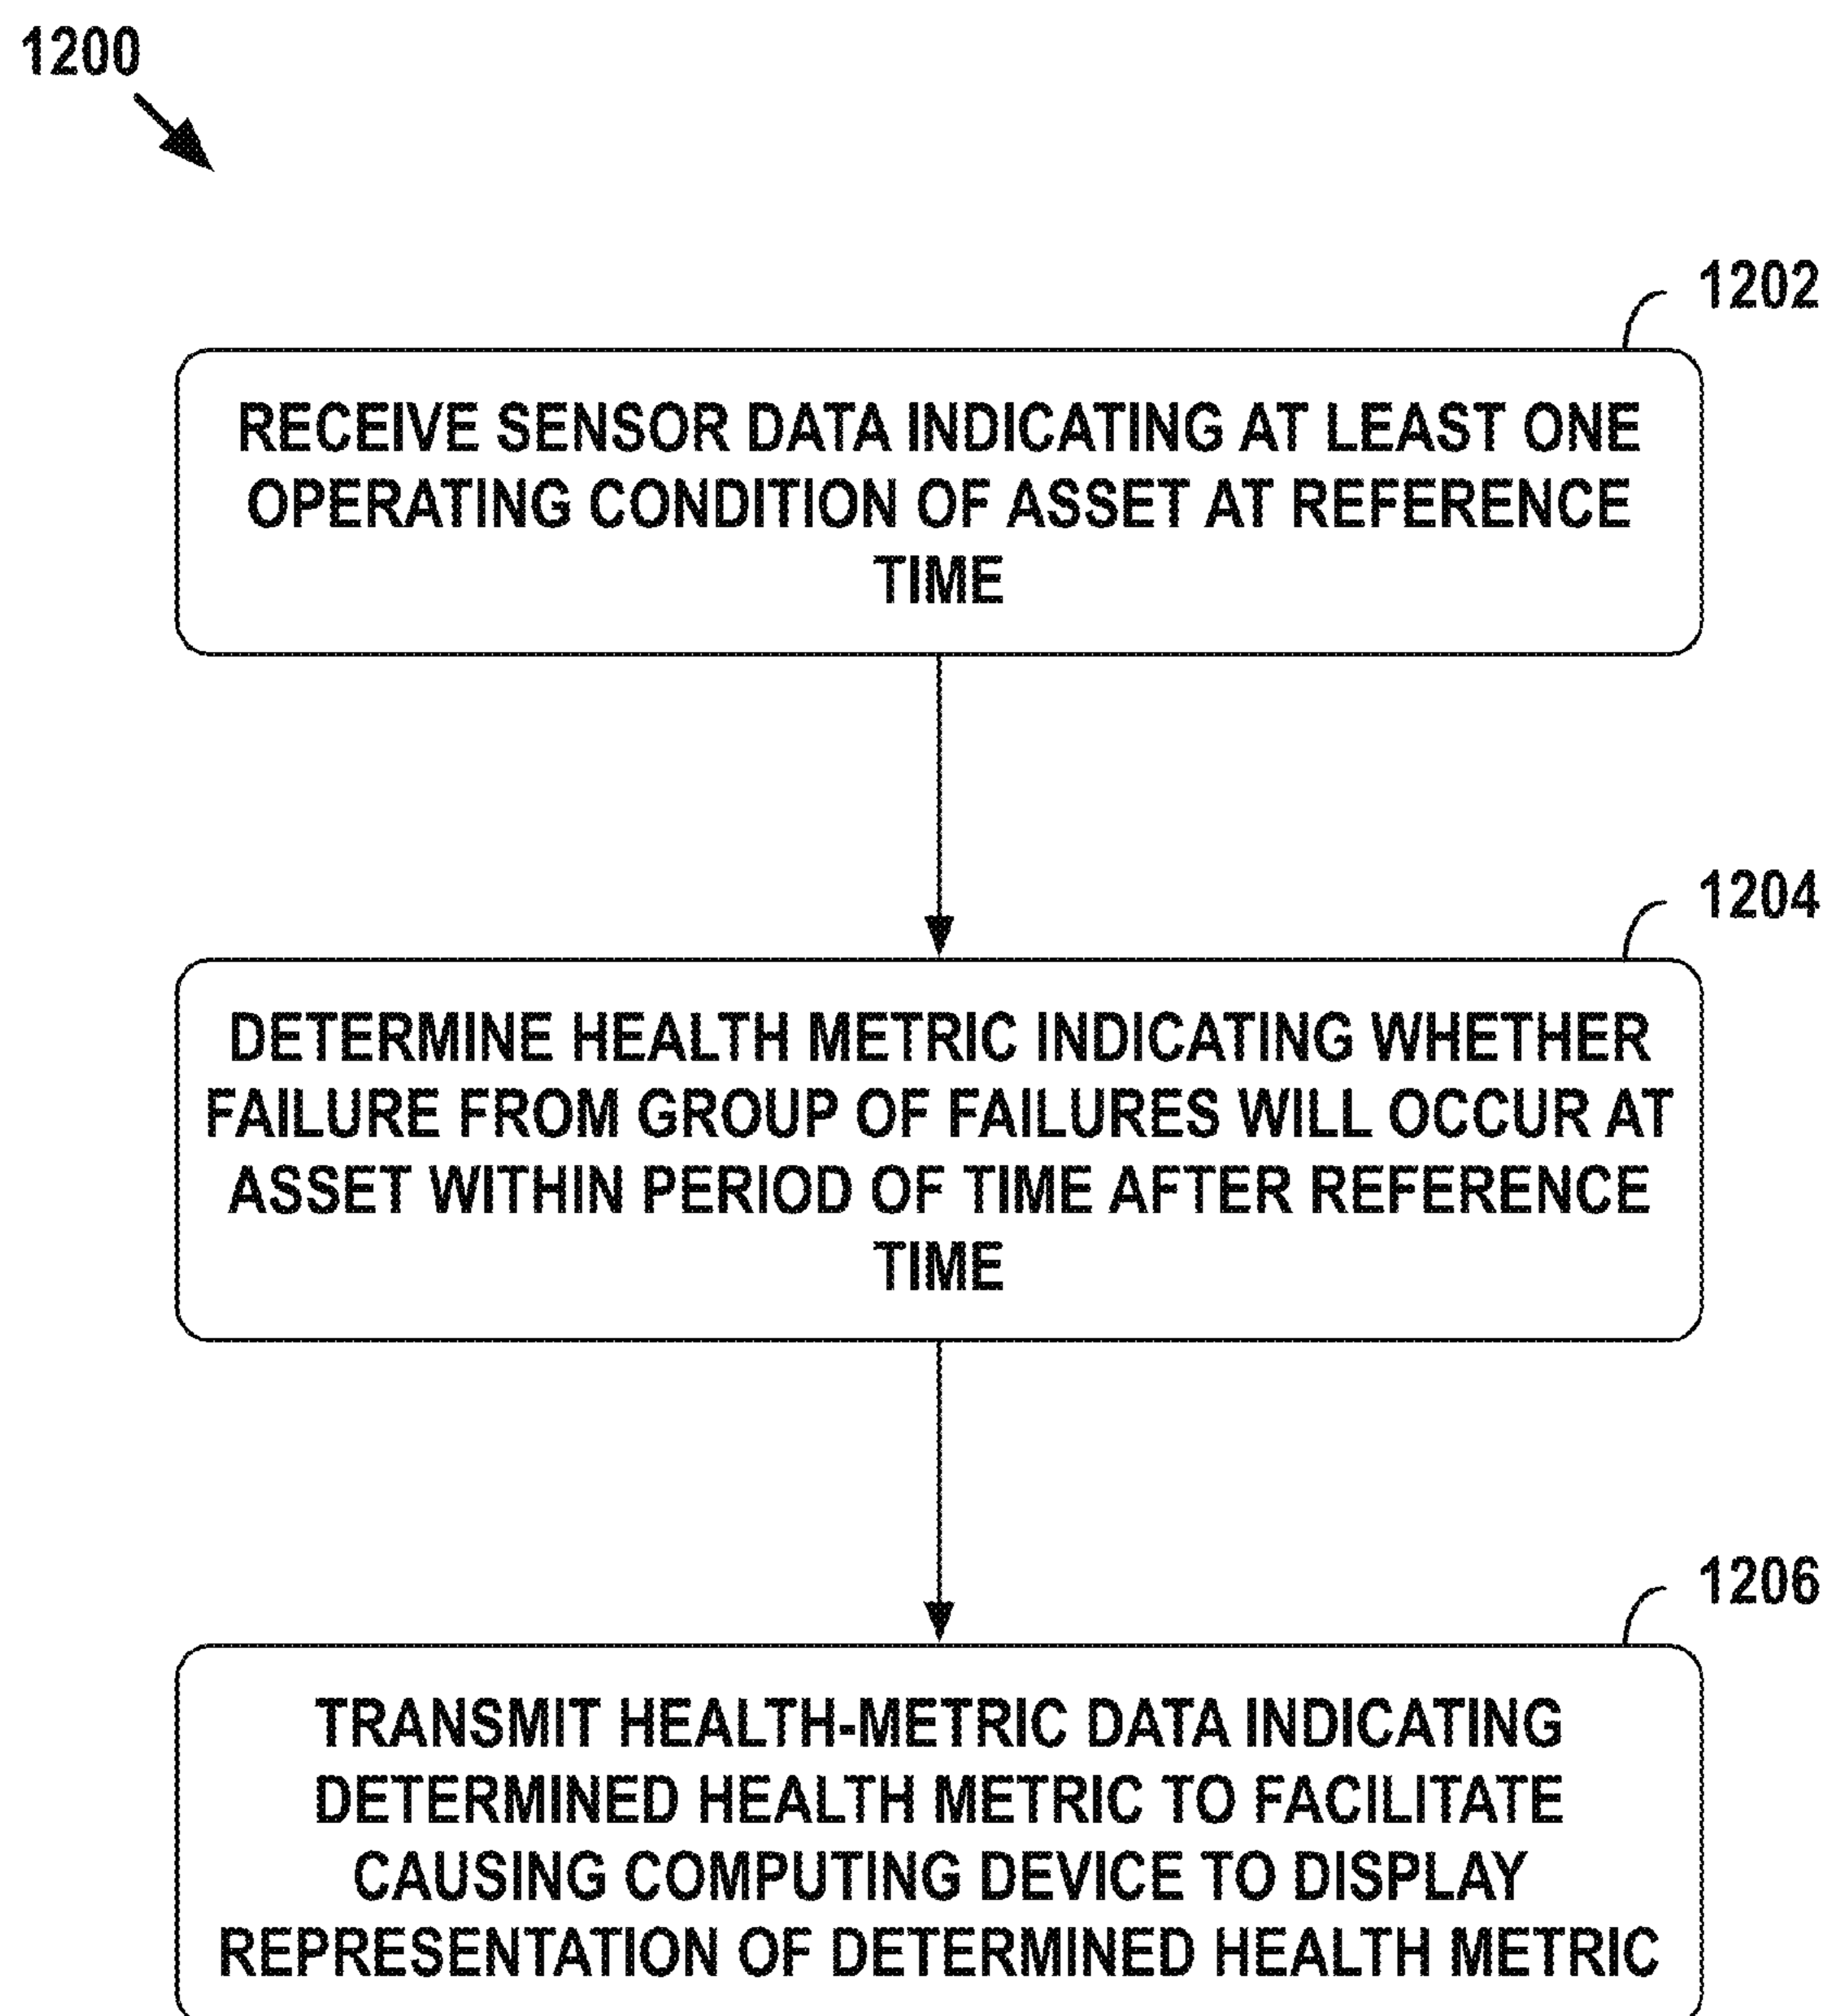 1200
1202
RECEIVE SENSOR DATA INDICATING AT LEAST ONE
OPERATING CONDITION OF ASSET AT REFERENCE
TIME
1204
DETERMINE HEALTH METRIC INDICATING WHETHER
FAILURE FROM GROUP OF FAILURES WILL OCCUR AT
ASSET WITHIN PERIOD OF TIME AFTER REFERENCE
TIME
1206
TRANSMIT HEALTH-METRIC DATA INDICATING
DETERMINED HEALTH METRIC TO FACILITATE
CAUSING COMPUTING DEVICE TO DISPLAY
REPRESENTATION OF DETERMINED HEALTH METRIC